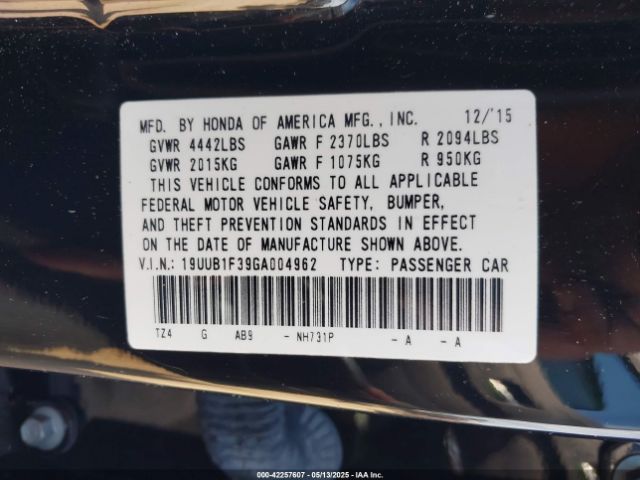 MFD. BY HONDA OF AMERICA MFG., INC. 12/'15
GVWR 4442LBS GAWR F 2370LBS R 2094LBS
GVWR 2015KG GAWR F 1075KG R 950KG
THIS VEHICLE CONFORMS TO ALL APPLICABLE
FEDERAL MOTOR VEHICLE SAFETY, BUMPER,
AND THEFT PREVENTION STANDARDS IN EFFECT
ON THE DATE OF MANUFACTURE SHOWN ABOVE.
V.I.N.: 19UUB1F39GA004962 TYPE: PASSENGER CAR
TZ4 G AB9 - NH731P - A - A
000-42257607 - 05/13/2025 - IAA Inc.